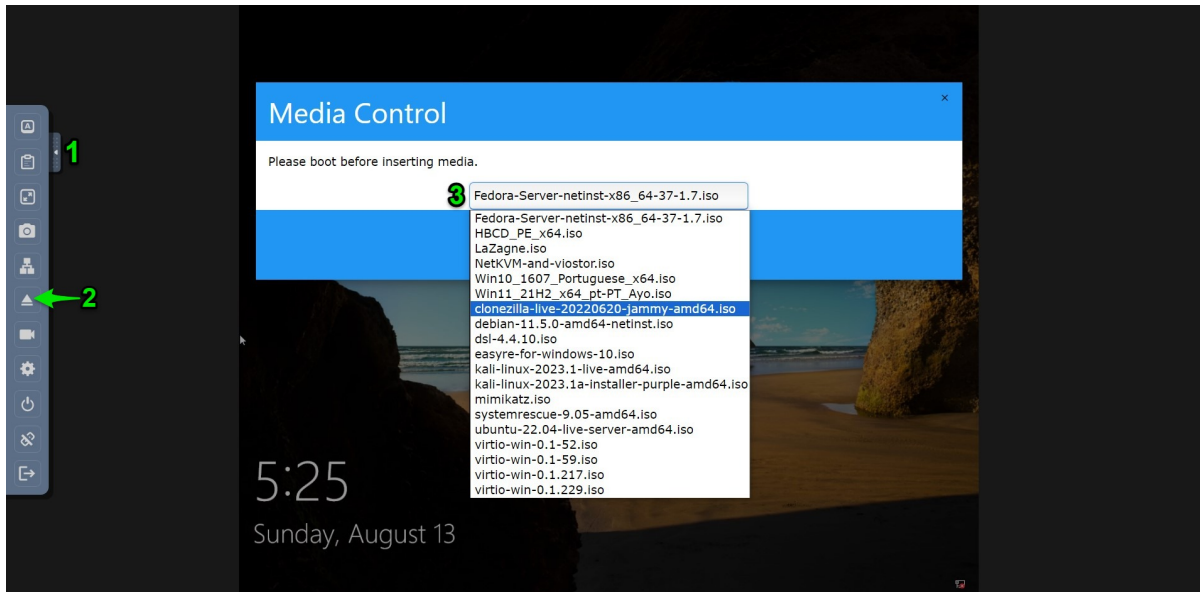 Media Control
×
Please boot before inserting media.
1
3
Fedora-Server-netinst-x86_64-37-1.7.iso
Fedora-Server-netinst-x86_64-37-1.7.iso
HBCD_PE_x64.iso
LaZagne.iso
NetKVM-and-viostor.iso
Win10_1607_Portuguese_x64.iso
Win11_21H2_x64_pt-PT_Ayo.iso
2
clonezilla-live-20220620-jammy-amd64.iso
debian-11.5.0-amd64-netinst.iso
dsl-4.4.10.iso
easyre-for-windows-10.iso
kali-linux-2023.1-live-amd64.iso
kali-linux-2023.1a-installer-purple-amd64.iso
mimikatz.iso
systemrescue-9.05-amd64.iso
ubuntu-22.04-live-server-amd64.iso
virtio-win-0.1-52.iso
virtio-win-0.1-59.iso
virtio-win-0.1.217.iso
virtio-win-0.1.229.iso
5:25
Sunday, August 13
A